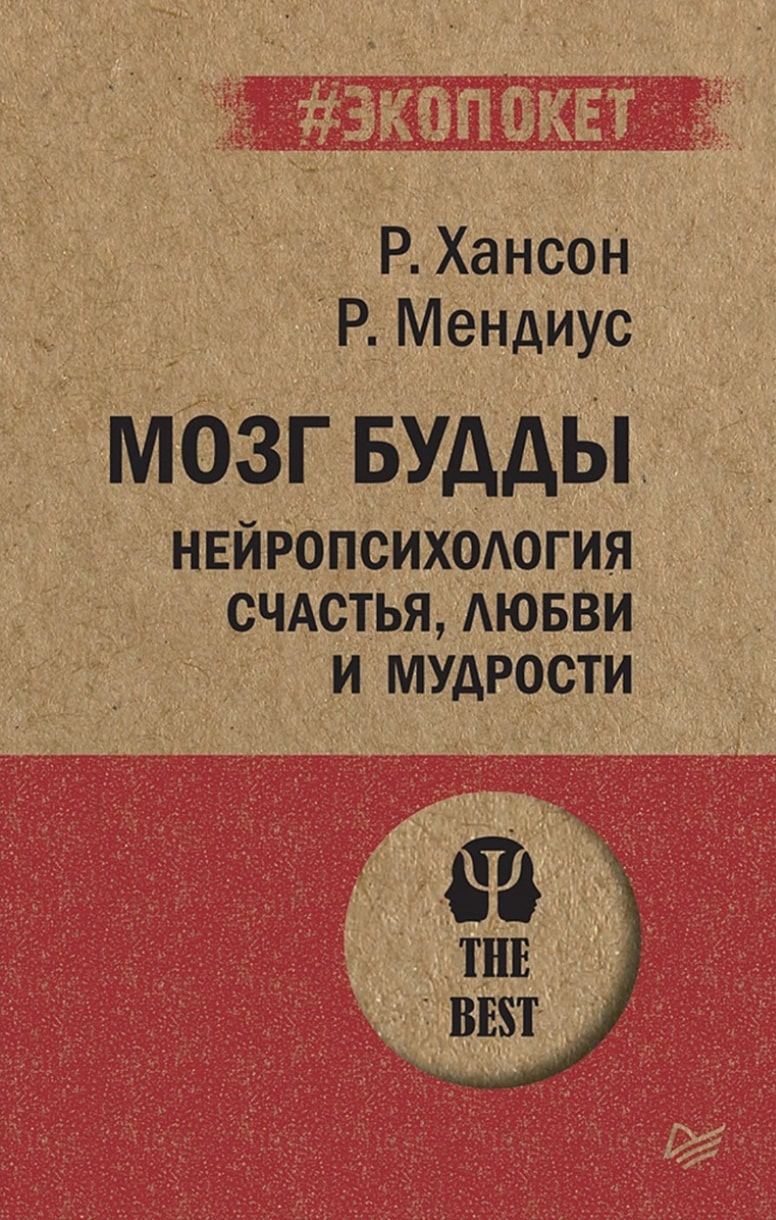 #ЭКОПОКЕТ
Р. Хансон
Р. Мендиус
МОЗГ БУДДЫ
НЕЙРОПСИХОЛОГИЯ
СЧАСТЬЯ, ЛЮБВИ
И МУДРОСТИ
Ψ
THE
BEST